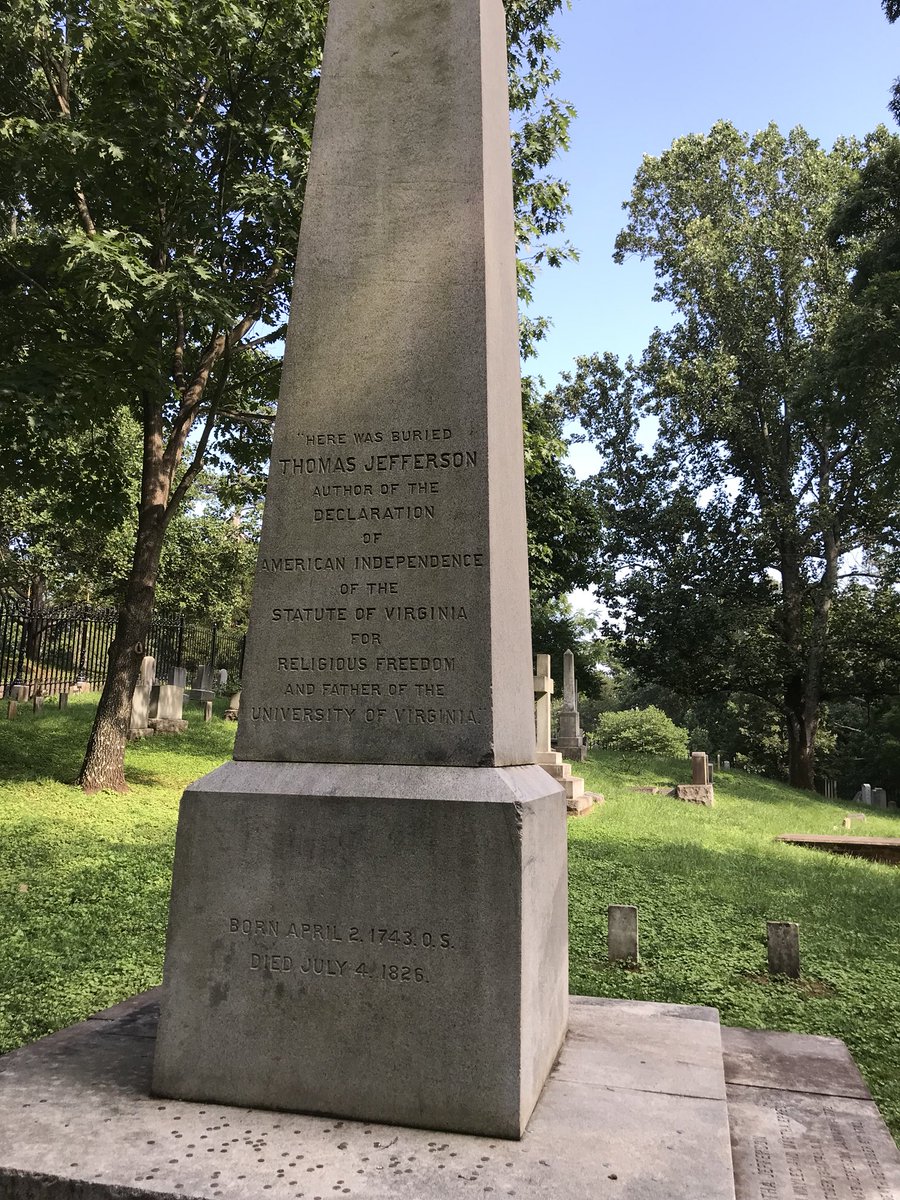 "HERE WAS BURIED
THOMAS JEFFERSON
AUTHOR OF THE
DECLARATION
OF
AMERICAN INDEPENDENCE
OF THE
STATUTE OF VIRGINIA
FOR
RELIGIOUS FREEDOM
AND FATHER OF THE
UNIVERSITY OF VIRGINIA."
BORN APRIL 2. 1743. O.S.
DIED JULY 4. 1826.
JEFFERSON